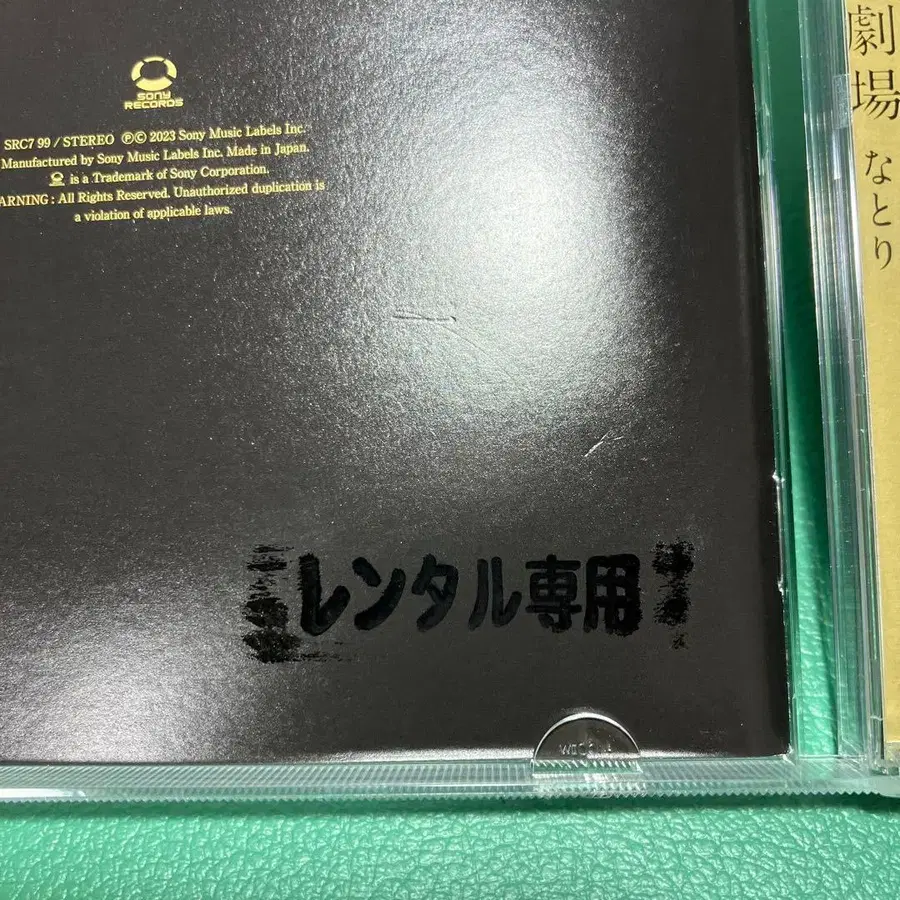 SONY
RECORDS
SRC7 99 / STEREO ℗© 2023 Sony Music Labels Inc.
Manufactured by Sony Music Labels Inc. Made in Japan.
is a Trademark of Sony Corporation.
WARNING : All Rights Reserved. Unauthorized duplication is
a violation of applicable laws.
レンタル専用
劇場 なとり